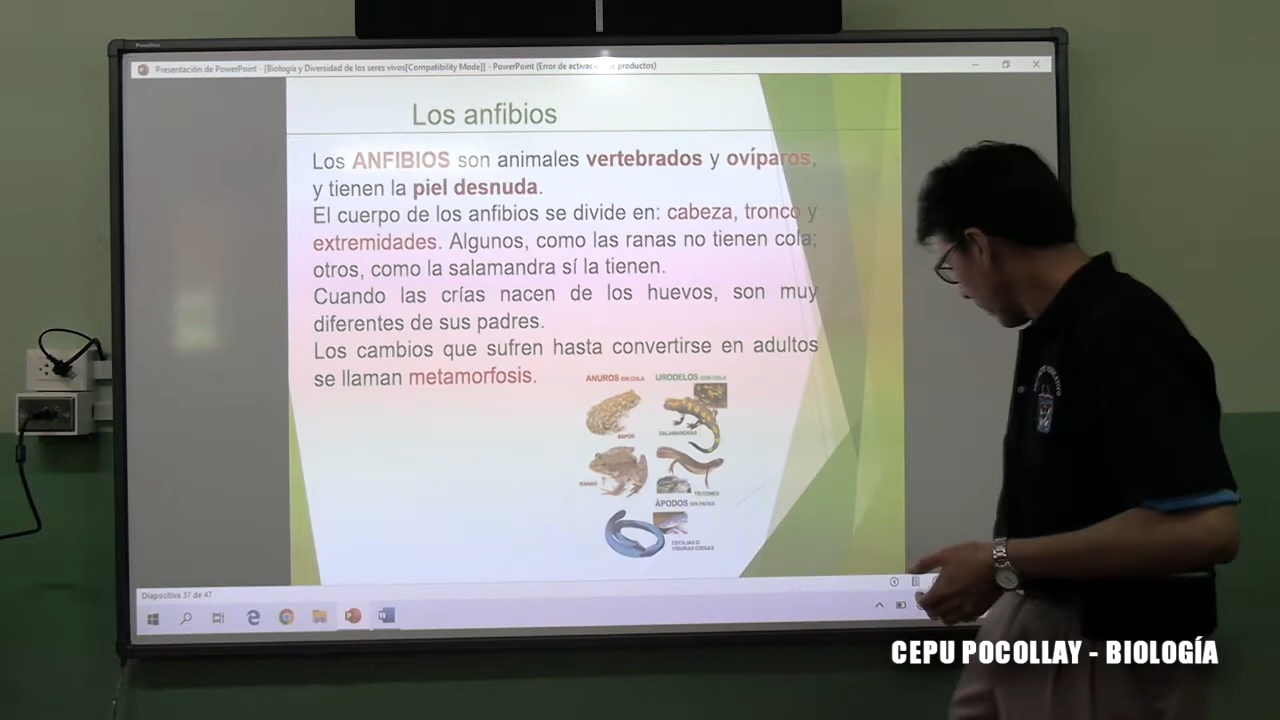 Presentación de PowerPoint - [Biología y Diversidad de los seres vivos[Compatibility Mode]] - PowerPoint (Error de activación de productos)
Los anfibios
Los ANFIBIOS son animales vertebrados y ovíparos,
y tienen la piel desnuda.
El cuerpo de los anfibios se divide en: cabeza, tronco y
extremidades. Algunos, como las ranas no tienen cola;
otros, como la salamandra sí la tienen.
Cuando las crías nacen de los huevos, son muy
diferentes de sus padres.
Los cambios que sufren hasta convertirse en adultos
se llaman metamorfosis.
ANUROS SIN COLA
URODELOS CON COLA
SAPOS
SALAMANDRAS
RANAS
TRITONES
ÁPODOS SIN PATAS
CECILIAS O
VÍBORAS CIEGAS
Diapositiva 37 de 47
CEPU POCOLLAY - BIOLOGÍA